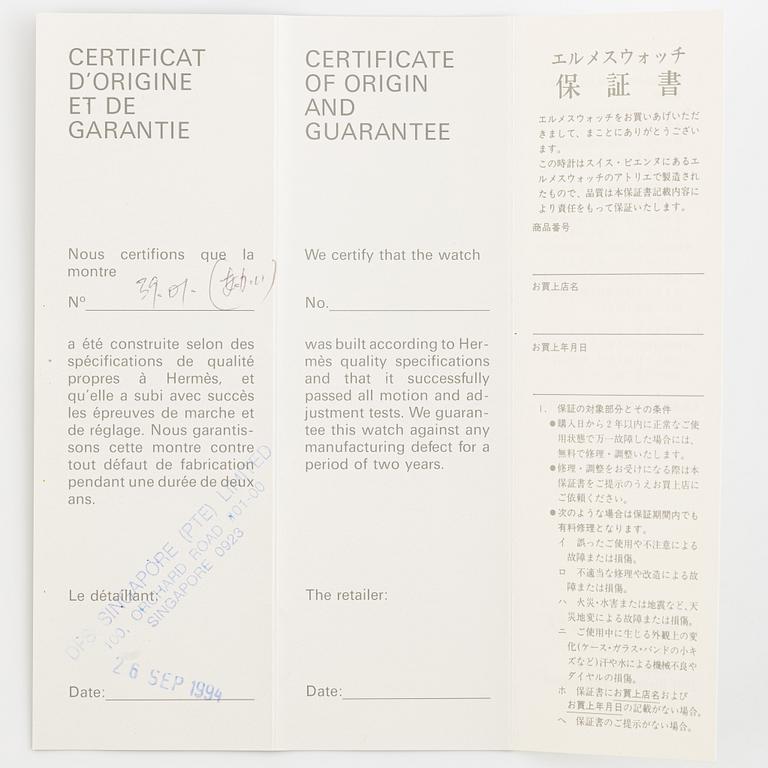 CERTIFICAT
D'ORIGINE
ET DE
GARANTIE
Nous certifions que la
montre
Nº
a été construite selon des
spécifications de qualité
propres à Hermès, et
qu'elle a subi avec succès
les épreuves de marche et
de réglage. Nous garantis-
sons cette montre contre
tout défaut de fabrication
pendant une durée de deux
ans.
Le détaillant:
DFS SINGAPORE (PTE) LIMITED
100, ORCHARD ROAD #01-00
SINGAPORE 0923
26 SEP 1994
Date:
CERTIFICATE
OF ORIGIN
AND
GUARANTEE
We certify that the watch
No.
was built according to Her-
mès quality specifications
and that it successfully
passed all motion and ad-
justment tests. We guaran-
tee this watch against any
manufacturing defect for a
period of two years.
The retailer:
Date:
エルメスウォッチ
保証書
エルメスウォッチをお買いあげいただ
きまして、まことにありがとうござい
ます。
この時計はスイス・ビエンヌにあるエ
ルメスウォッチのアトリエで製造され
たもので、品質は本保証書記載内容に
より責任をもって保証いたします。
商品番号
お買上店名
お買上年月日
1. 保証の対象部分とその条件
●購入日から2年以内に正常なご使
用状態で万一故障した場合には、
無料で修理・調整いたします。
●修理・調整をお受けになる際は本
保証書をご提示のうえお買上店に
ご依頼ください。
●次のような場合は保証期間内でも
有料修理となります。
イ 誤ったご使用や不注意による
故障または損傷。
ロ 不適当な修理や改造による故
障または損傷。
ハ 火災・水害または地震など、天
災地変による故障または損傷。
ニ ご使用中に生じる外観上の変
化(ケース・ガラス・バンドの小キ
ズなど)汗や水による機械不良や
ダイヤルの損傷。
ホ 保証書にお買上店名および
お買上年月日の記載がない場合。
ヘ 保証書のご提示がない場合。